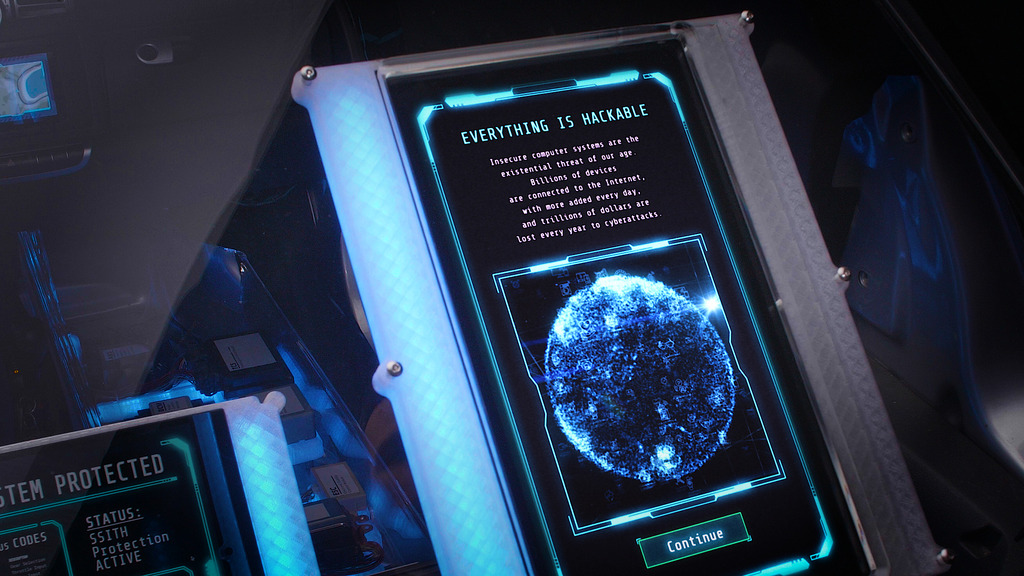 EVERYTHING IS HACKABLE
Insecure computer systems are the
existential threat of our age.
Billions of devices
are connected to the Internet,
with more added every day,
and trillions of dollars are
lost every year to cyberattacks.
Continue
STEM PROTECTED
us CODES
STATUS:
SSITH
Protection
ACTIVE